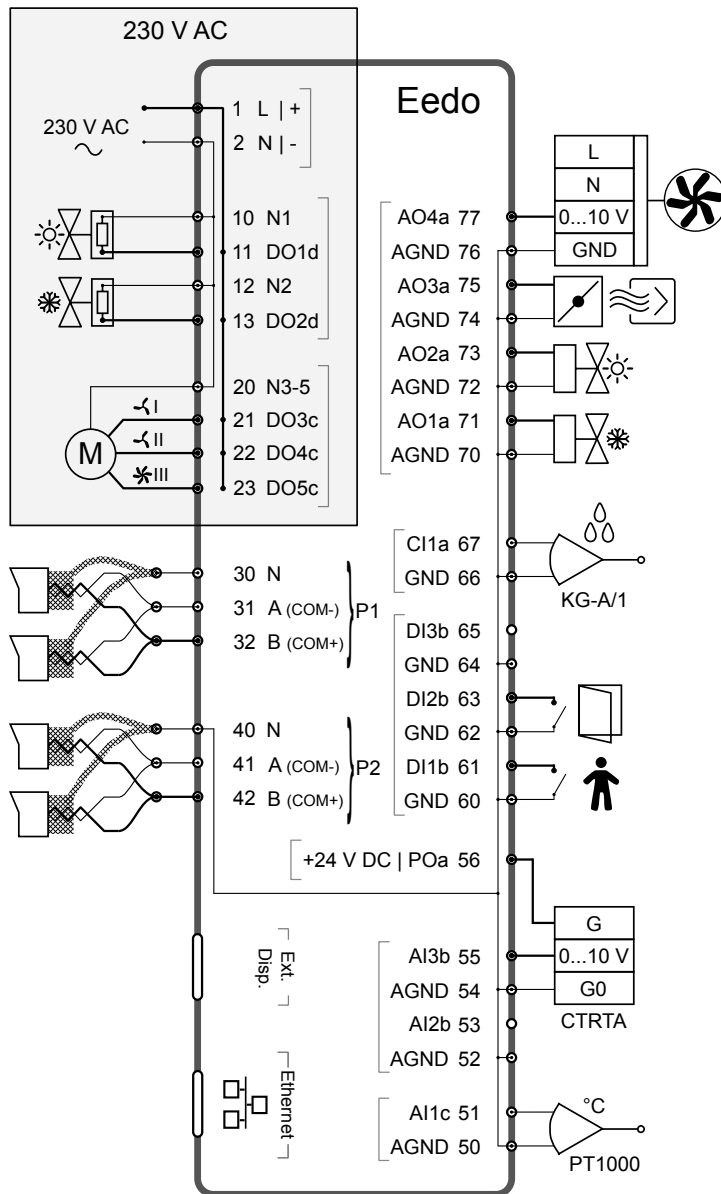 230 V AC
Eedo
230 V AC
1 L | +
2 N | -
10 N1
11 DO1d
12 N2
13 DO2d
20 N3-5
21 DO3c
22 DO4c
23 DO5c
I
II
III
M
30 N
31 A (COM-)
32 B (COM+)
P1
40 N
41 A (COM-)
42 B (COM+)
P2
Ext.
Disp.
Ethernet
AO4a 77
AGND 76
AO3a 75
AGND 74
AO2a 73
AGND 72
AO1a 71
AGND 70
CI1a 67
GND 66
DI3b 65
GND 64
DI2b 63
GND 62
DI1b 61
GND 60
+24 V DC | POa 56
AI3b 55
AGND 54
AI2b 53
AGND 52
AI1c 51
AGND 50
L
N
0...10 V
GND
KG-A/1
G
0...10 V
G0
CTRTA
°C
PT1000